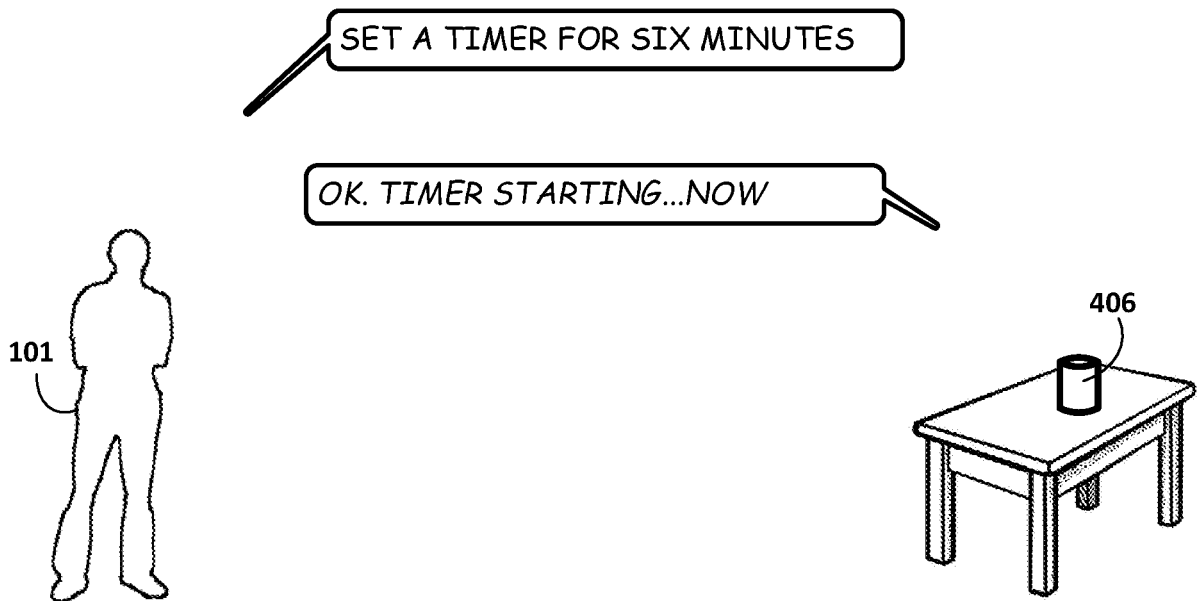 SET A TIMER FOR SIX MINUTES
OK. TIMER STARTING...NOW
406
101